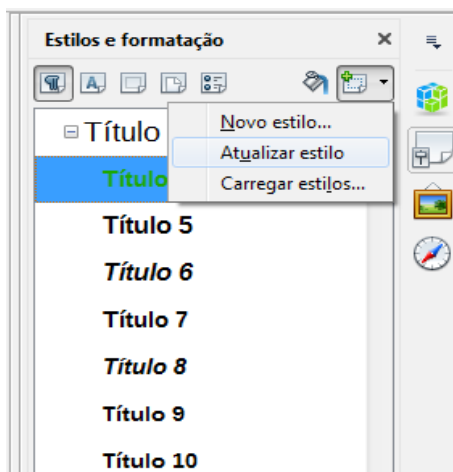 Estilos e formatação
Título
Novo estilo...
Atualizar estilo
Título
Carregar estilos...
Título 5
Título 6
Título 7
Título 8
Título 9
Título 10